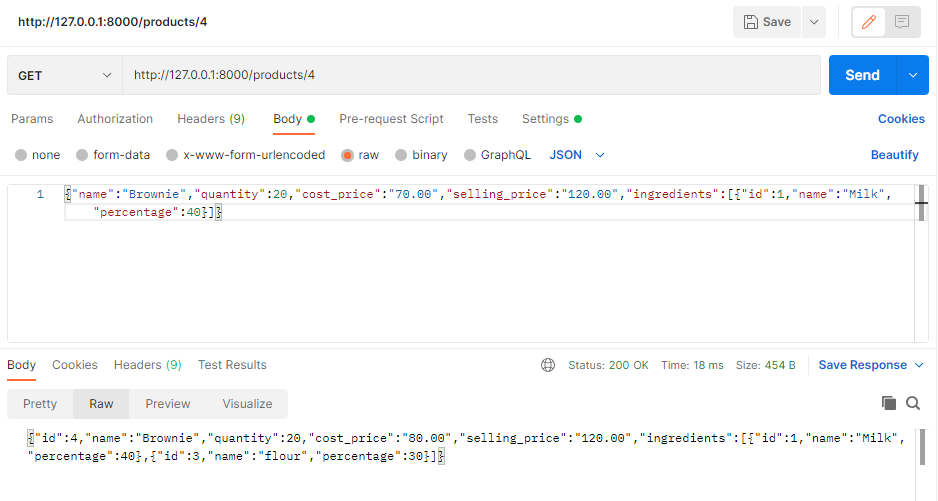 http://127.0.0.1:8000/products/4
Save
GET
http://127.0.0.1:8000/products/4
Send
Params Authorization Headers (9) Body Pre-request Script Tests Settings Cookies
none form-data x-www-form-urlencoded raw binary GraphQL JSON Beautify
1 {"name":"Brownie","quantity":20,"cost_price":"70.00","selling_price":"120.00","ingredients":[{"id":1,"name":"Milk",
"percentage":40}]}
Body Cookies Headers (9) Test Results Status: 200 OK Time: 18 ms Size: 454 B Save Response
Pretty Raw Preview Visualize
{"id":4,"name":"Brownie","quantity":20,"cost_price":"80.00","selling_price":"120.00","ingredients":[{"id":1,"name":"Milk",
"percentage":40},{"id":3,"name":"flour","percentage":30}]}